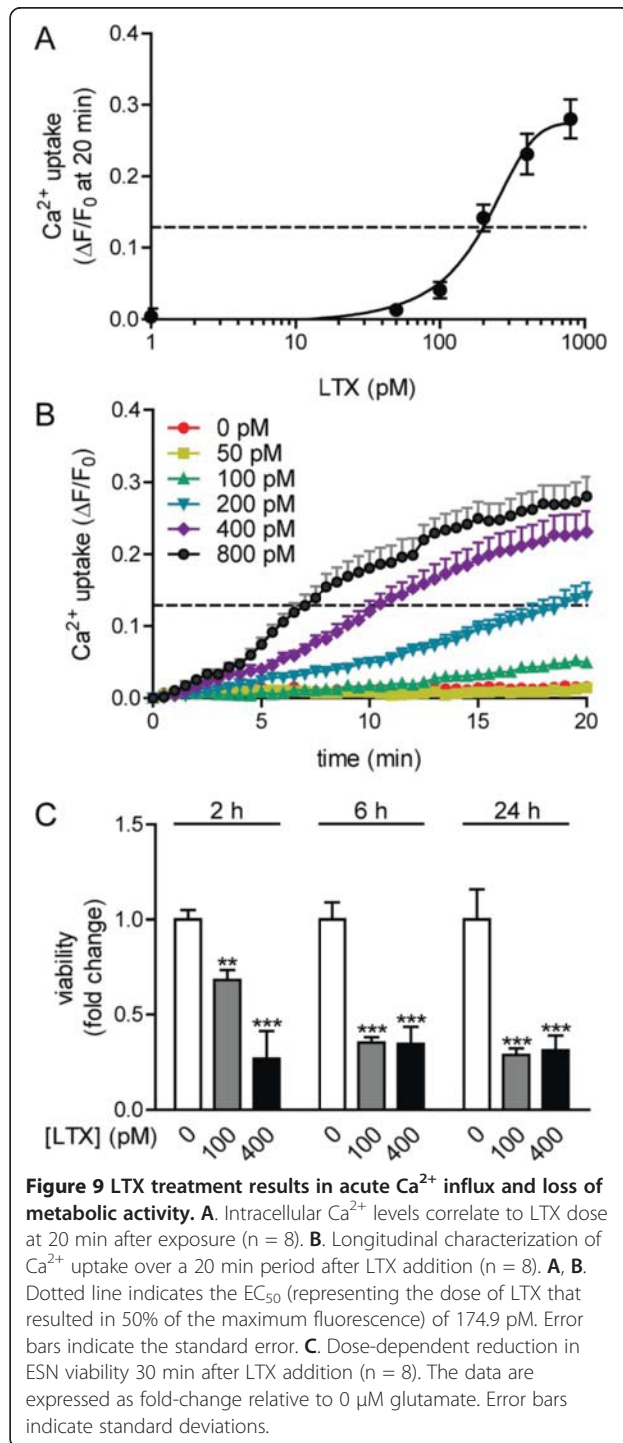 A
Ca2+ uptake
(ΔF/F0 at 20 min)
0.4
0.3
0.2
0.1
0.0
1
10
100
1000
LTX (pM)
B
Ca2+ uptake (ΔF/F0)
0.4
0.3
0.2
0.1
0.0
0 pM
50 pM
100 pM
200 pM
400 pM
800 pM
0
5
10
15
20
time (min)
C
2 h
6 h
24 h
viability
(fold change)
1.5
1.0
0.5
0.0
**
***
***
***
***
***
[LTX] (pM)
0
100
400
0
100
400
0
100
400
Figure 9 LTX treatment results in acute Ca2+ influx and loss of
metabolic activity. A. Intracellular Ca2+ levels correlate to LTX dose
at 20 min after exposure (n = 8). B. Longitudinal characterization of
Ca2+ uptake over a 20 min period after LTX addition (n = 8). A, B.
Dotted line indicates the EC50 (representing the dose of LTX that
resulted in 50% of the maximum fluorescence) of 174.9 pM. Error
bars indicate the standard error. C. Dose-dependent reduction in
ESN viability 30 min after LTX addition (n = 8). The data are
expressed as fold-change relative to 0 μM glutamate. Error bars
indicate standard deviations.